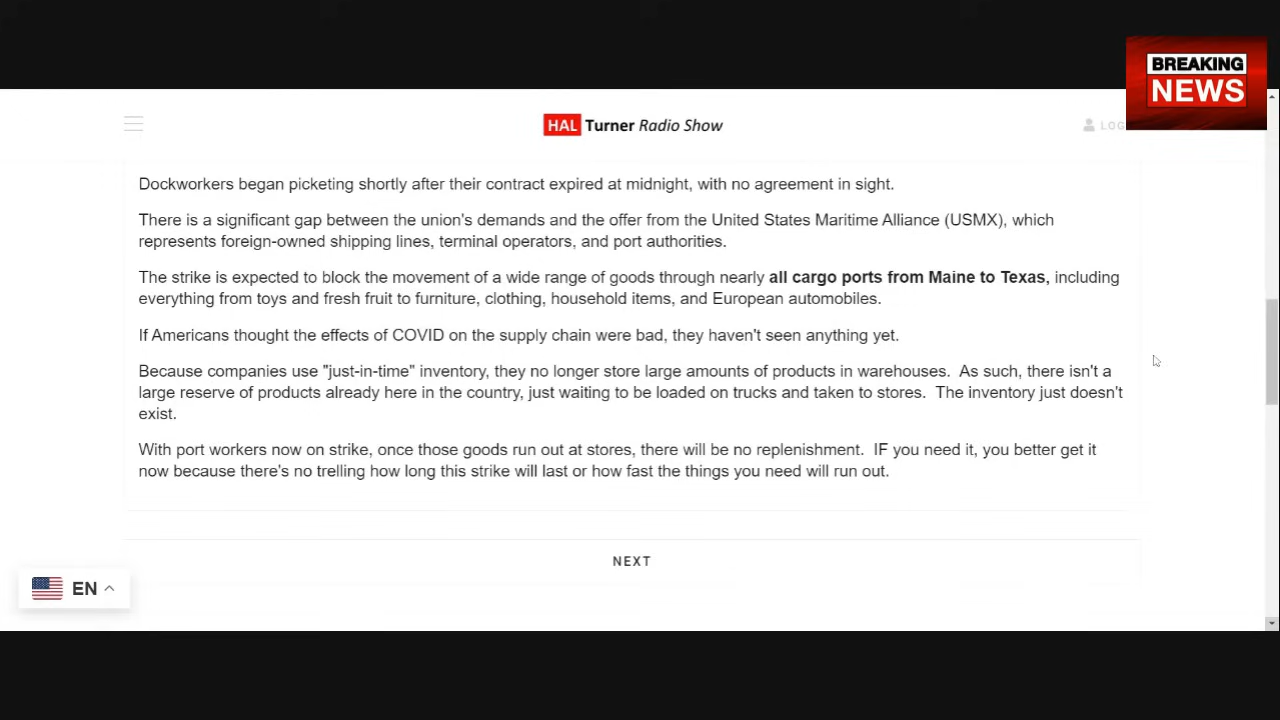 BREAKING
NEWS
HAL Turner Radio Show
LOG
Dockworkers began picketing shortly after their contract expired at midnight, with no agreement in sight.
There is a significant gap between the union's demands and the offer from the United States Maritime Alliance (USMX), which
represents foreign-owned shipping lines, terminal operators, and port authorities.
The strike is expected to block the movement of a wide range of goods through nearly all cargo ports from Maine to Texas, including
everything from toys and fresh fruit to furniture, clothing, household items, and European automobiles.
If Americans thought the effects of COVID on the supply chain were bad, they haven't seen anything yet.
Because companies use "just-in-time" inventory, they no longer store large amounts of products in warehouses.  As such, there isn't a
large reserve of products already here in the country, just waiting to be loaded on trucks and taken to stores.  The inventory just doesn't
exist.
With port workers now on strike, once those goods run out at stores, there will be no replenishment.  IF you need it, you better get it
now because there's no trelling how long this strike will last or how fast the things you need will run out.
NEXT
EN